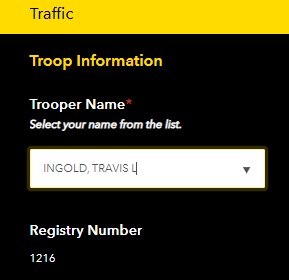 Traffic
Troop Information
Trooper Name*
Select your name from the list.
INGOLD, TRAVIS L
Registry Number
1216